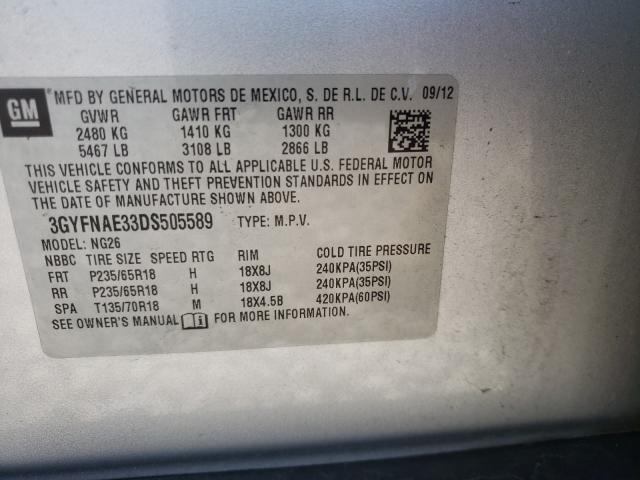 GM
MFD BY GENERAL MOTORS DE MEXICO, S. DE R.L. DE C.V. 09/12
GVWR GAWR FRT GAWR RR
2480 KG 1410 KG 1300 KG
5467 LB 3108 LB 2866 LB
THIS VEHICLE CONFORMS TO ALL APPLICABLE U.S. FEDERAL MOTOR
VEHICLE SAFETY AND THEFT PREVENTION STANDARDS IN EFFECT ON
THE DATE OF MANUFACTURE SHOWN ABOVE.
3GYFNAE33DS505589 TYPE: M.P.V.
MODEL: NG26
NBBC TIRE SIZE SPEED RTG RIM COLD TIRE PRESSURE
FRT P235/65R18 H 18X8J 240KPA(35PSI)
RR P235/65R18 H 18X8J 240KPA(35PSI)
SPA T135/70R18 M 18X4.5B 420KPA(60PSI)
SEE OWNER'S MANUAL FOR MORE INFORMATION.